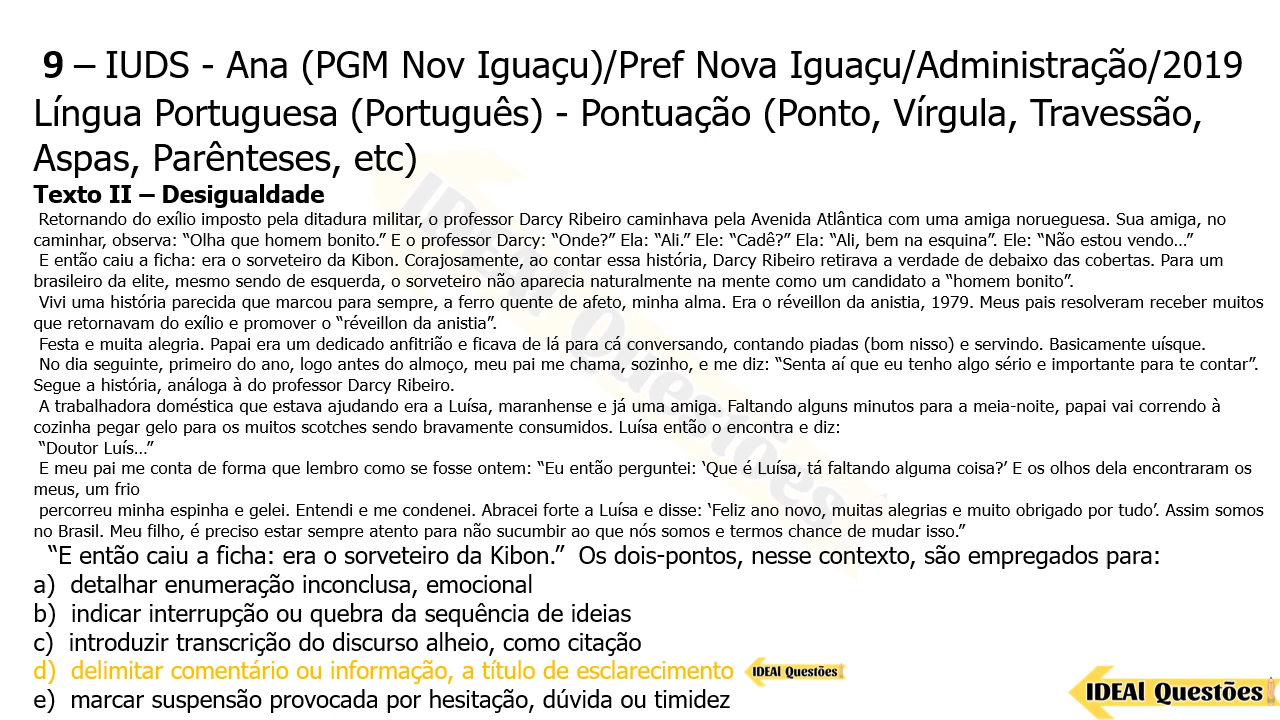 9 – IUDS - Ana (PGM Nov Iguaçu)/Pref Nova Iguaçu/Administração/2019
Língua Portuguesa (Português) - Pontuação (Ponto, Vírgula, Travessão,
Aspas, Parênteses, etc)
Texto II – Desigualdade
Retornando do exílio imposto pela ditadura militar, o professor Darcy Ribeiro caminhava pela Avenida Atlântica com uma amiga norueguesa. Sua amiga, no
caminhar, observa: “Olha que homem bonito.” E o professor Darcy: “Onde?” Ela: “Ali.” Ele: “Cadê?” Ela: “Ali, bem na esquina”. Ele: “Não estou vendo…”
E então caiu a ficha: era o sorveteiro da Kibon. Corajosamente, ao contar essa história, Darcy Ribeiro retirava a verdade de debaixo das cobertas. Para um
brasileiro da elite, mesmo sendo de esquerda, o sorveteiro não aparecia naturalmente na mente como um candidato a “homem bonito”.
Vivi uma história parecida que marcou para sempre, a ferro quente de afeto, minha alma. Era o réveillon da anistia, 1979. Meus pais resolveram receber muitos
que retornavam do exílio e promover o “réveillon da anistia”.
Festa e muita alegria. Papai era um dedicado anfitrião e ficava de lá para cá conversando, contando piadas (bom nisso) e servindo. Basicamente uísque.
No dia seguinte, primeiro do ano, logo antes do almoço, meu pai me chama, sozinho, e me diz: “Senta aí que eu tenho algo sério e importante para te contar”.
Segue a história, análoga à do professor Darcy Ribeiro.
A trabalhadora doméstica que estava ajudando era a Luísa, maranhense e já uma amiga. Faltando alguns minutos para a meia-noite, papai vai correndo à
cozinha pegar gelo para os muitos scotches sendo bravamente consumidos. Luísa então o encontra e diz:
“Doutor Luís…”
E meu pai me conta de forma que lembro como se fosse ontem: “Eu então perguntei: ‘Que é Luísa, tá faltando alguma coisa?’ E os olhos dela encontraram os
meus, um frio
percorreu minha espinha e gelei. Entendi e me condenei. Abracei forte a Luísa e disse: ‘Feliz ano novo, muitas alegrias e muito obrigado por tudo’. Assim somos
no Brasil. Meu filho, é preciso estar sempre atento para não sucumbir ao que nós somos e termos chance de mudar isso.”
“E então caiu a ficha: era o sorveteiro da Kibon.” Os dois-pontos, nesse contexto, são empregados para:
a) detalhar enumeração inconclusa, emocional
b) indicar interrupção ou quebra da sequência de ideias
c) introduzir transcrição do discurso alheio, como citação
d) delimitar comentário ou informação, a título de esclarecimento
IDEAL Questões
e) marcar suspensão provocada por hesitação, dúvida ou timidez
IDEAL Questões
IDEAL Questões